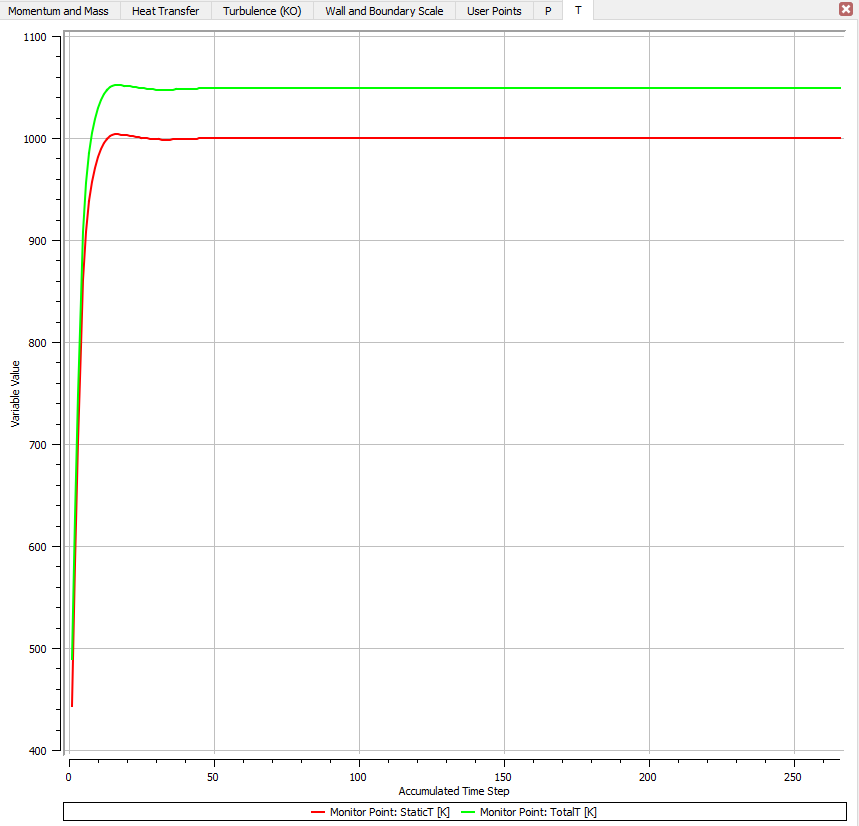 Momentum and Mass Heat Transfer Turbulence (KO) Wall and Boundary Scale User Points P T
1100
1000
900
800
700
600
500
400
Variable Value
0 50 100 150 200 250
Accumulated Time Step
Monitor Point: StaticT [K] Monitor Point: TotalT [K]